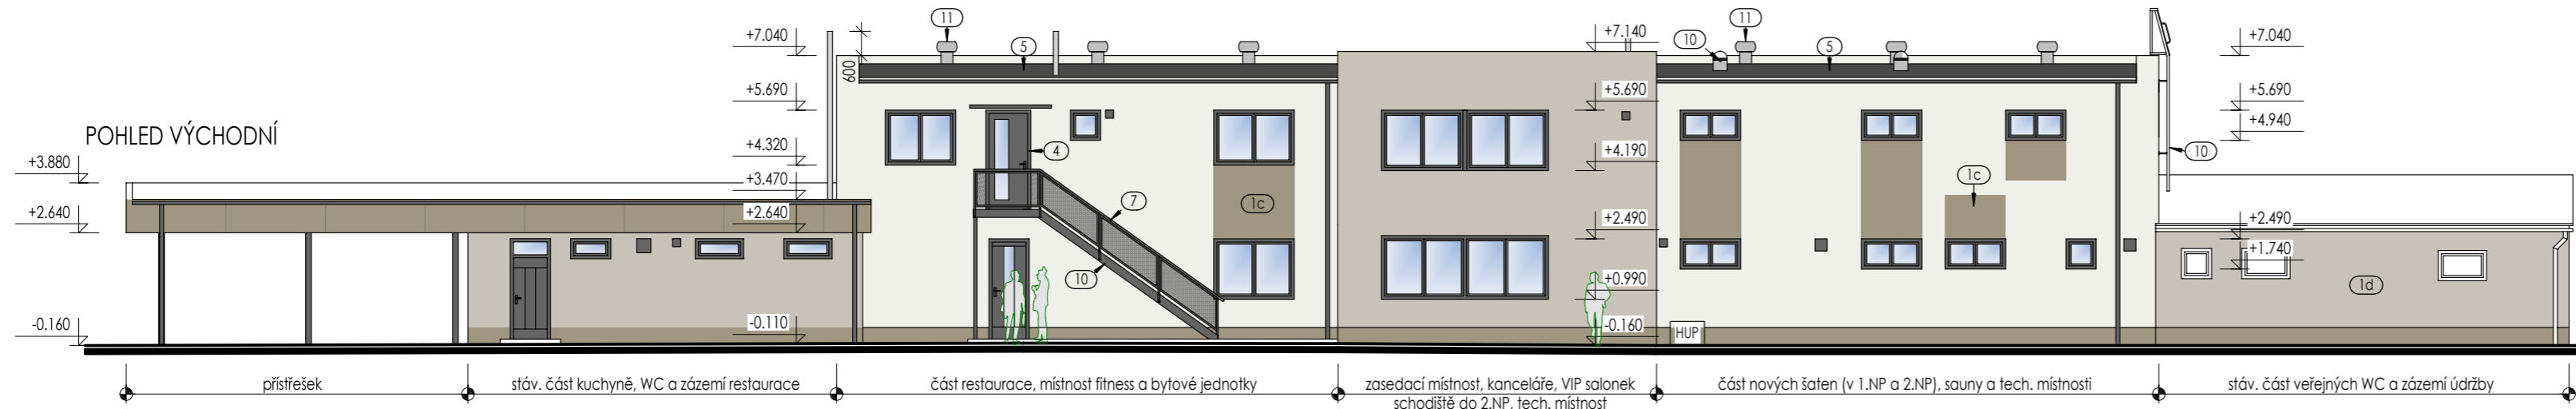 POHLED VÝCHODNÍ
+3.880
+2.640
-0.160
+7.040
+5.690
+4.320
+3.470
+2.640
-0.110
600
11
5
4
7
10
1c
+7.140
+5.690
+4.190
+2.490
+0.990
-0.160
HUP
10
11
5
1c
10
+7.040
+5.690
+4.940
+2.490
+1.740
1d
přístřešek
stáv. část kuchyně, WC a zázemí restaurace
část restaurace, místnost fitness a bytové jednotky
zasedací místnost, kanceláře, VIP salonek
schodiště do 2.NP, tech. místnost
část nových šaten (v 1.NP a 2.NP), sauny a tech. místnosti
stáv. část veřejných WC a zázemí údržby